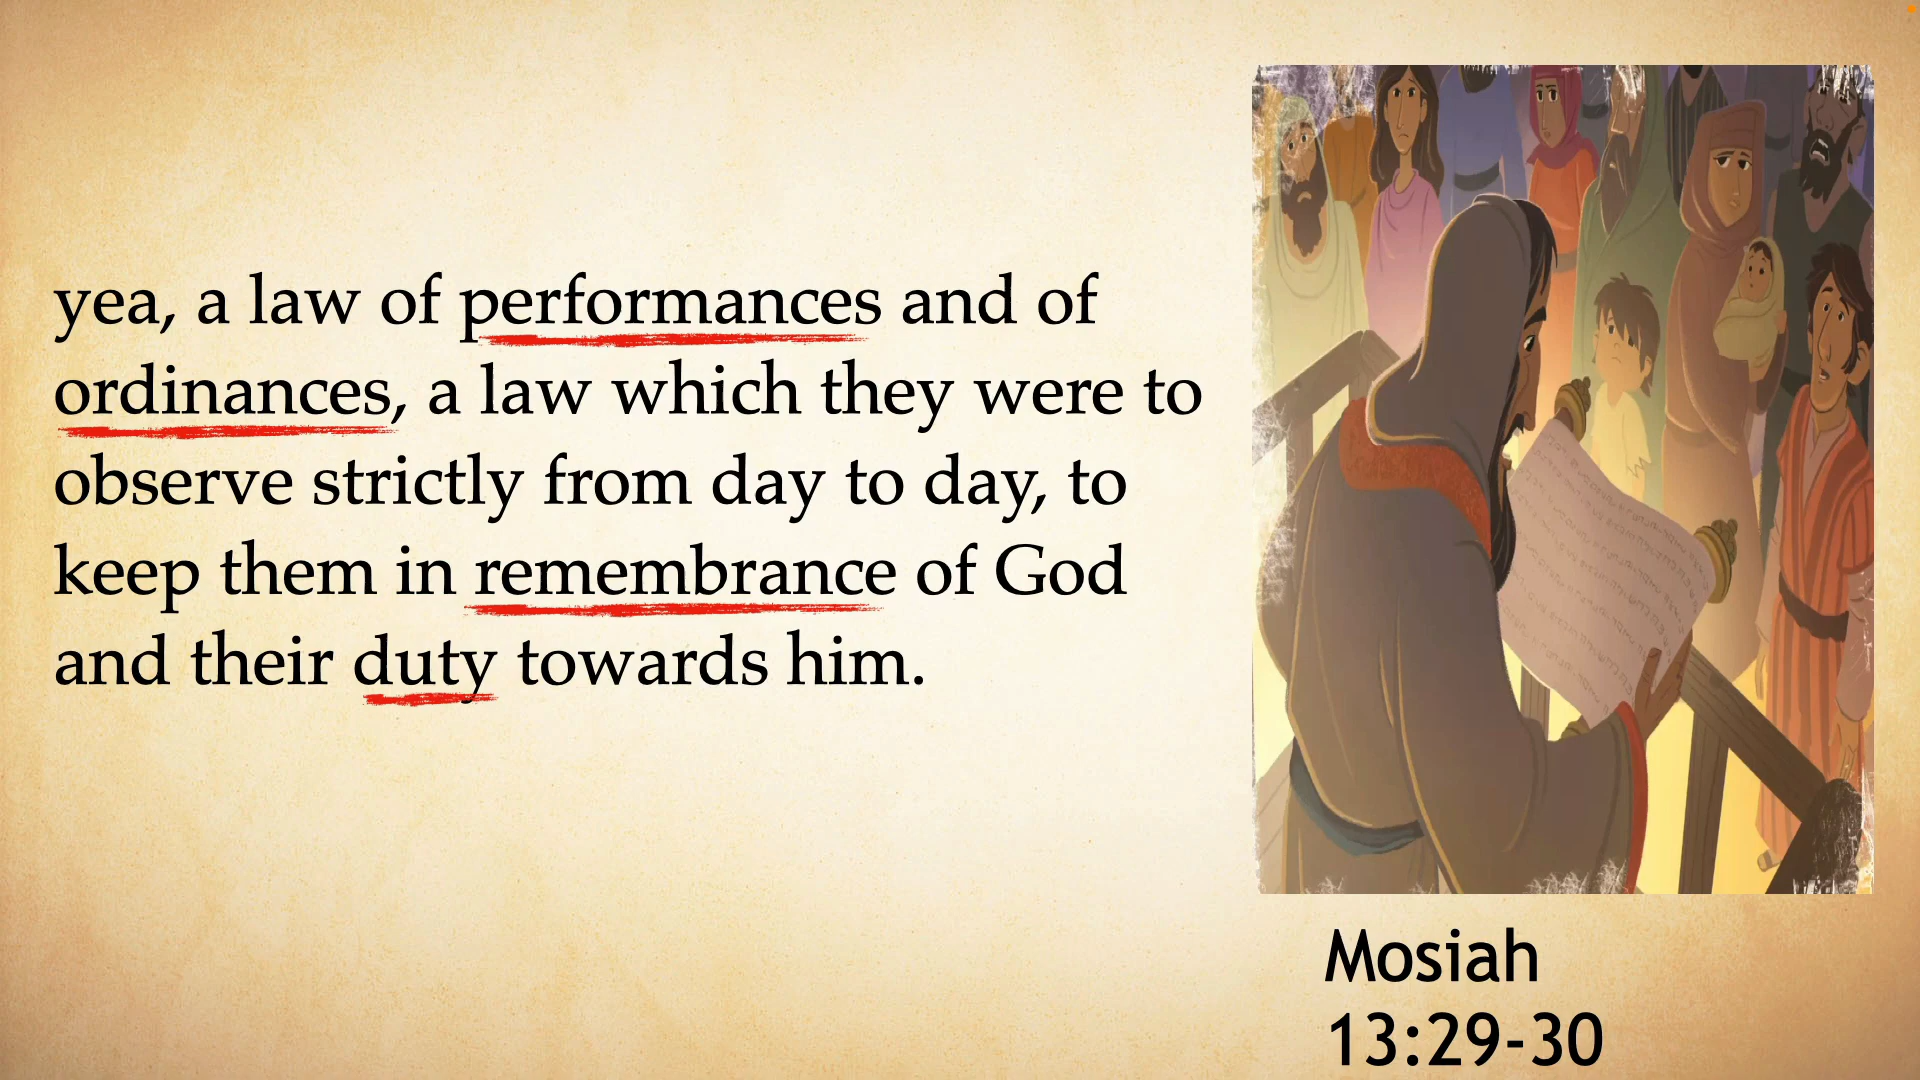 yea, a law of performances and of
ordinances, a law which they were to
observe strictly from day to day, to
keep them in remembrance of God
and their duty towards him.
Mosiah
13:29-30